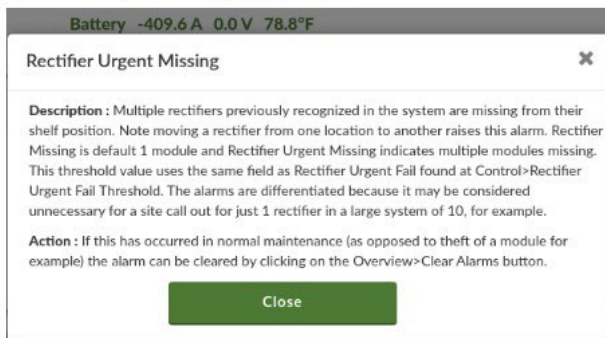 Battery -409.6 A 0.0 V 78.8°F
Rectifier Urgent Missing
✖
Description : Multiple rectifiers previously recognized in the system are missing from their
shelf position. Note moving a rectifier from one location to another raises this alarm. Rectifier
Missing is default 1 module and Rectifier Urgent Missing indicates multiple modules missing.
This threshold value uses the same field as Rectifier Urgent Fail found at Control>Rectifier
Urgent Fail Threshold. The alarms are differentiated because it may be considered
unnecessary for a site call out for just 1 rectifier in a large system of 10, for example.
Action : If this has occurred in normal maintenance (as opposed to theft of a module for
example) the alarm can be cleared by clicking on the Overview>Clear Alarms button.
Close